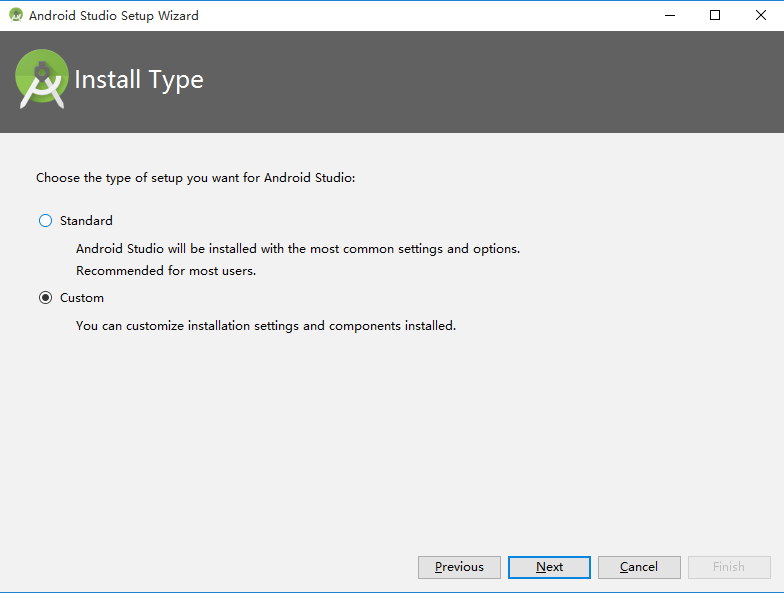 Android Studio Setup Wizard
Install Type
Choose the type of setup you want for Android Studio:
Standard
Android Studio will be installed with the most common settings and options.
Recommended for most users.
Custom
You can customize installation settings and components installed.
Previous Next Cancel Finish